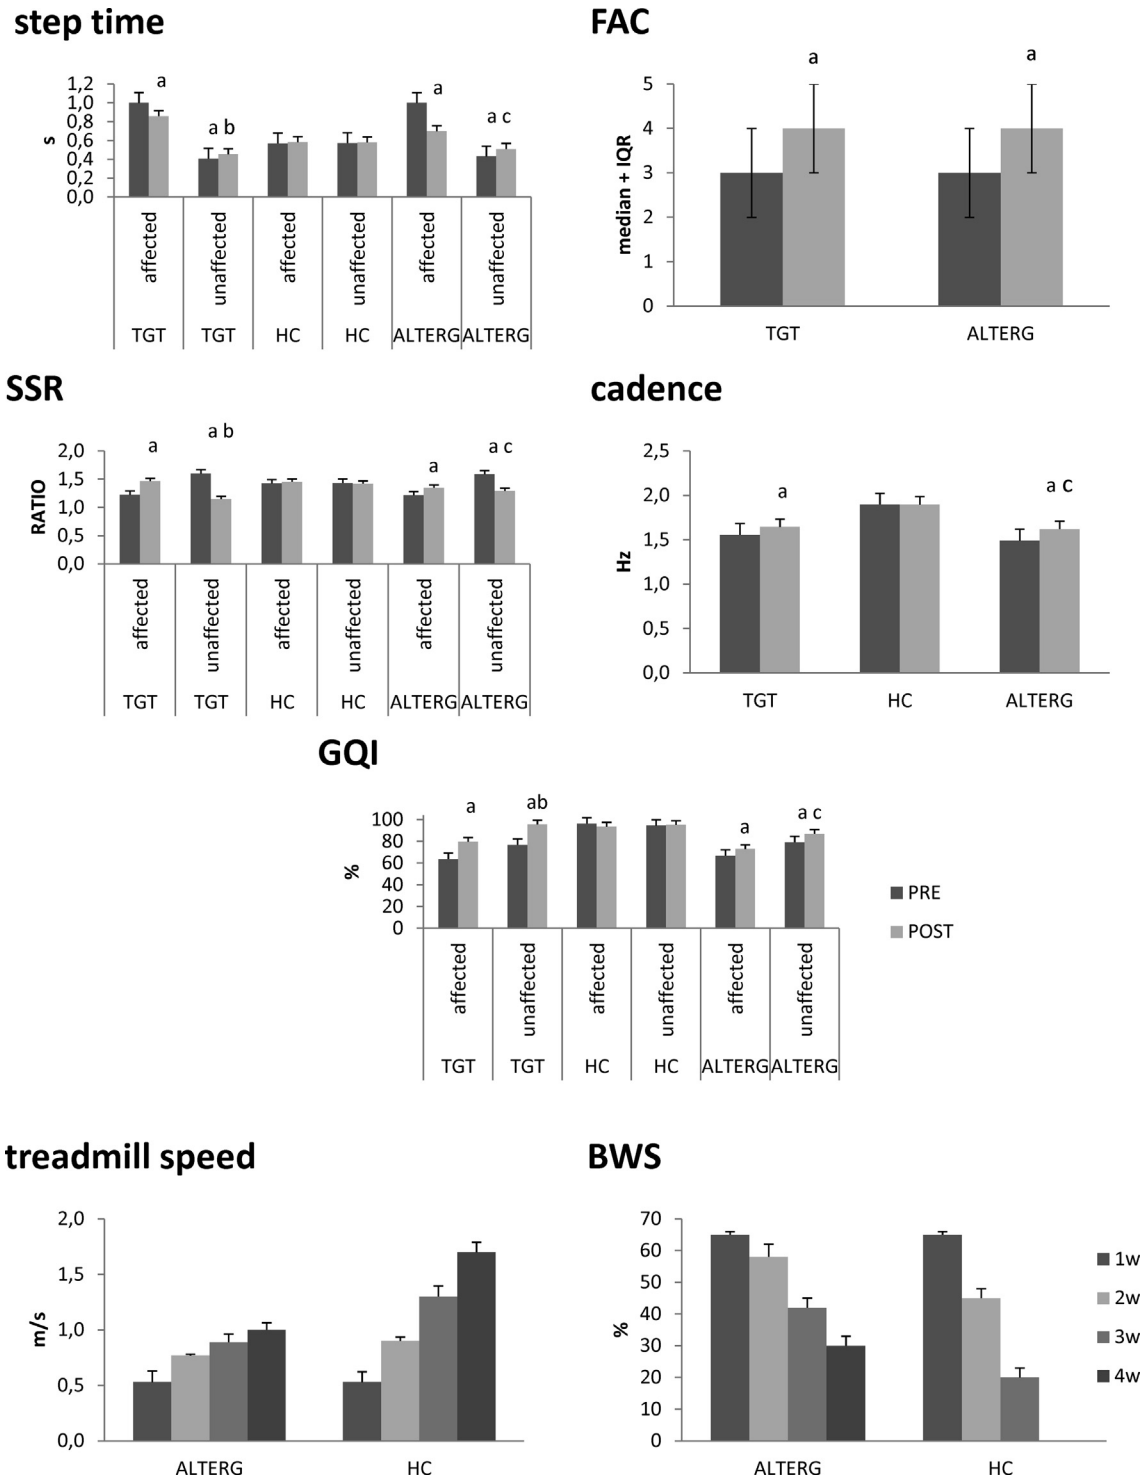 step time
FAC
1,2
1,0
0,8
0,6
0,4
0,2
0,0
s
a
a b
a
a c
affected
unaffected
affected
unaffected
affected
unaffected
TGT TGT HC HC ALTERG ALTERG
5
4
3
2
1
0
median + IQR
a
a
TGT ALTERG
SSR
cadence
2,0
1,5
1,0
0,5
0,0
RATIO
a
a b
a
a c
affected
unaffected
affected
unaffected
affected
unaffected
TGT TGT HC HC ALTERG ALTERG
2,5
2,0
1,5
1,0
0,5
0,0
Hz
a
a c
TGT HC ALTERG
GQI
100
80
60
40
20
0
%
a
ab
a
a c
affected
unaffected
affected
unaffected
affected
unaffected
TGT TGT HC HC ALTERG ALTERG
PRE
POST
treadmill speed
BWS
2,0
1,5
1,0
0,5
0,0
m/s
ALTERG HC
70
60
50
40
30
20
10
0
%
ALTERG HC
1w
2w
3w
4w